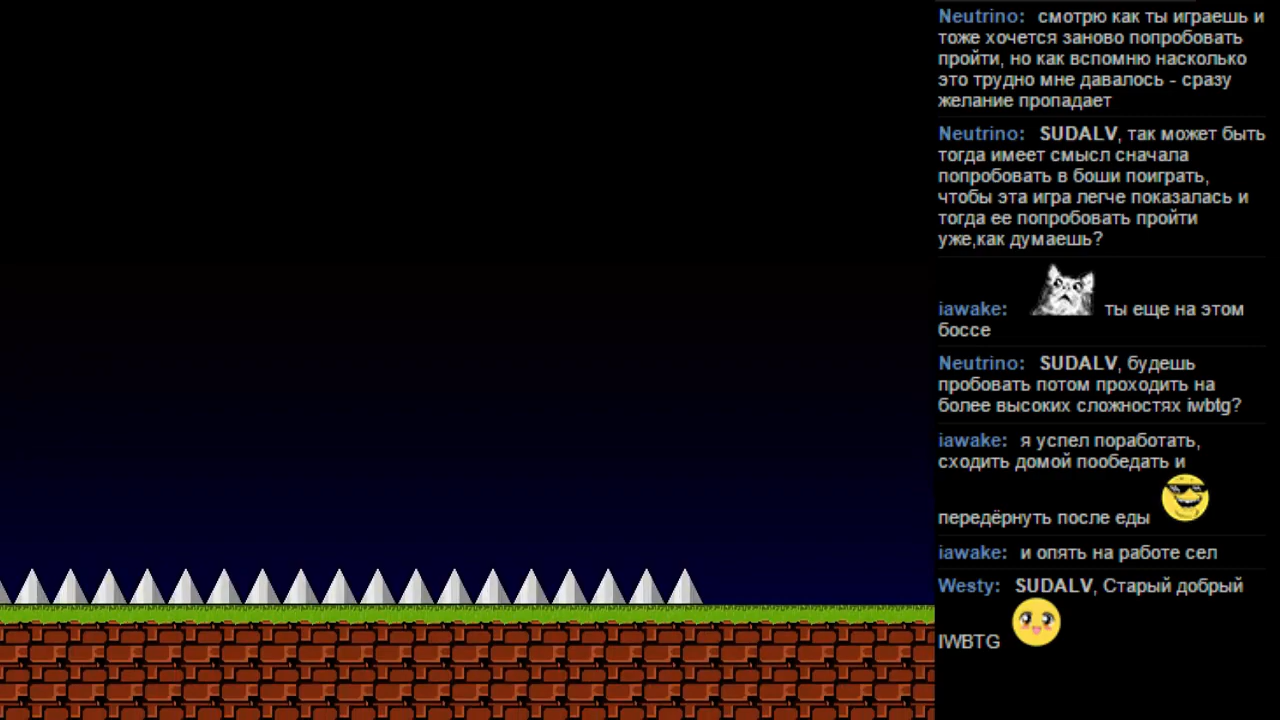 Neutrino: смотрю как ты играешь и
тоже хочется заново попробовать
пройти, но как вспомню насколько
это трудно мне давалось - сразу
желание пропадает
Neutrino: SUDALV, так может быть
тогда имеет смысл сначала
попробовать в боши поиграть,
чтобы эта игра легче показалась и
тогда ее попробовать пройти
уже,как думаешь?
iawake: ты еще на этом
боссе
Neutrino: SUDALV, будешь
пробовать потом проходить на
более высоких сложностях iwbtg?
iawake: я успел поработать,
сходить домой пообедать и
передёрнуть после еды
iawake: и опять на работе сел
Westy: SUDALV, Старый добрый
IWBTG